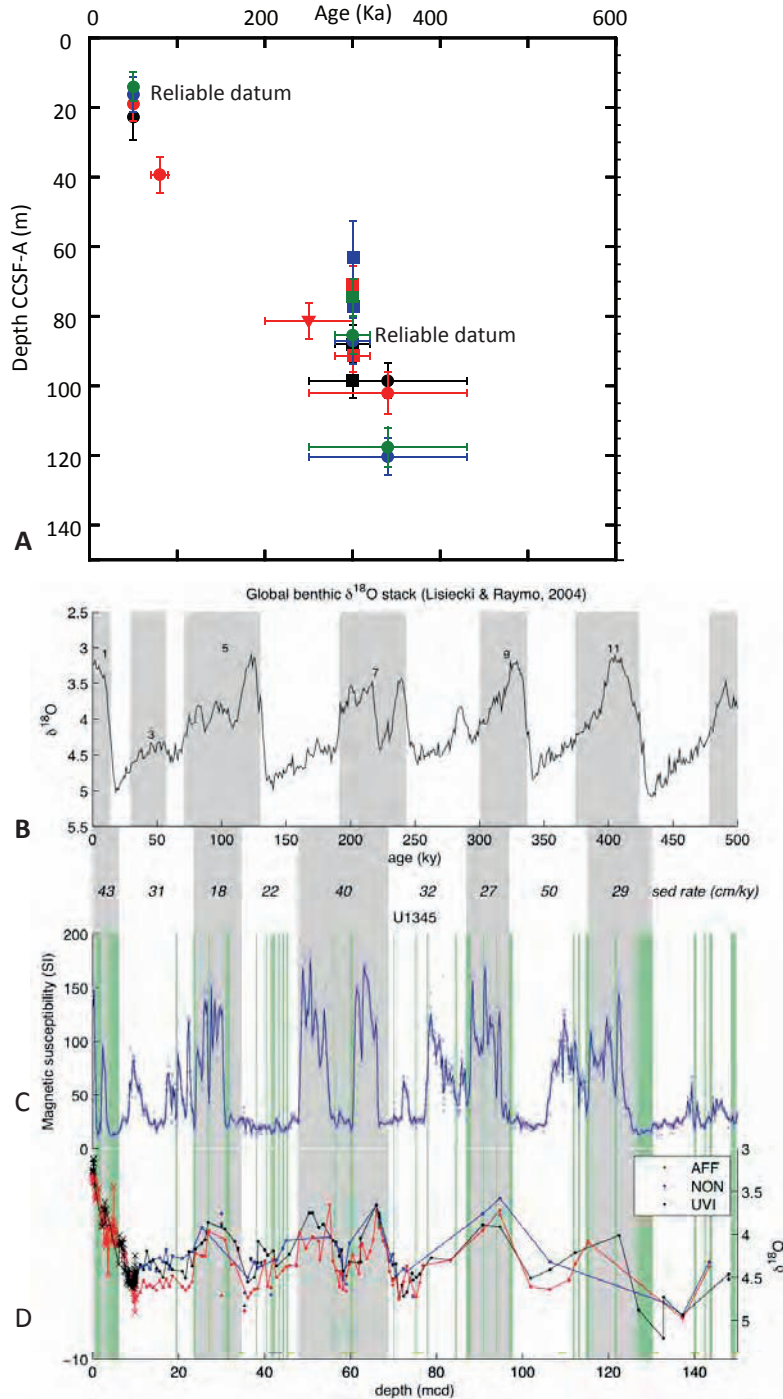 Age (Ka)
0 200 400 600
Depth CCSF-A (m)
0
20
40
60
80
100
120
140
Reliable datum
Reliable datum
A
Global benthic δ18O stack (Lisiecki & Raymo, 2004)
δ18O
2.5
3
3.5
4
4.5
5
5.5
1 3 5 7 9 11
0 50 100 150 200 250 300 350 400 450 500
age (ky)
B
43 31 18 22 40 32 27 50 29 sed rate (cm/ky)
U1345
Magnetic susceptibility (SI)
200
150
100
50
0
C
AFF
NON
UVI
3
3.5
4
4.5
5
δ18O
D
-10
0 20 40 60 80 100 120 140
depth (mcd)